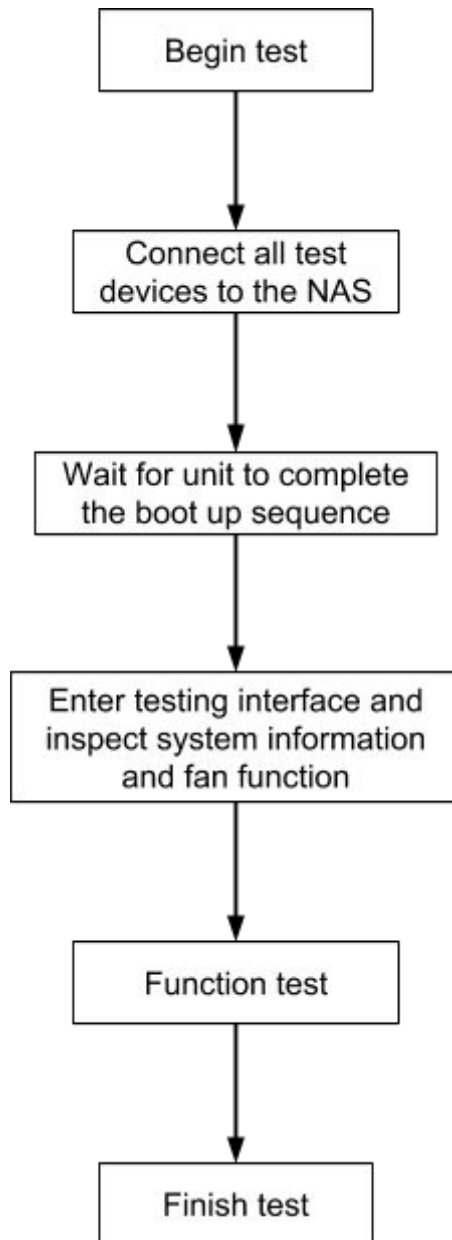 Begin test
Connect all test
devices to the NAS
Wait for unit to complete
the boot up sequence
Enter testing interface and
inspect system information
and fan function
Function test
Finish test